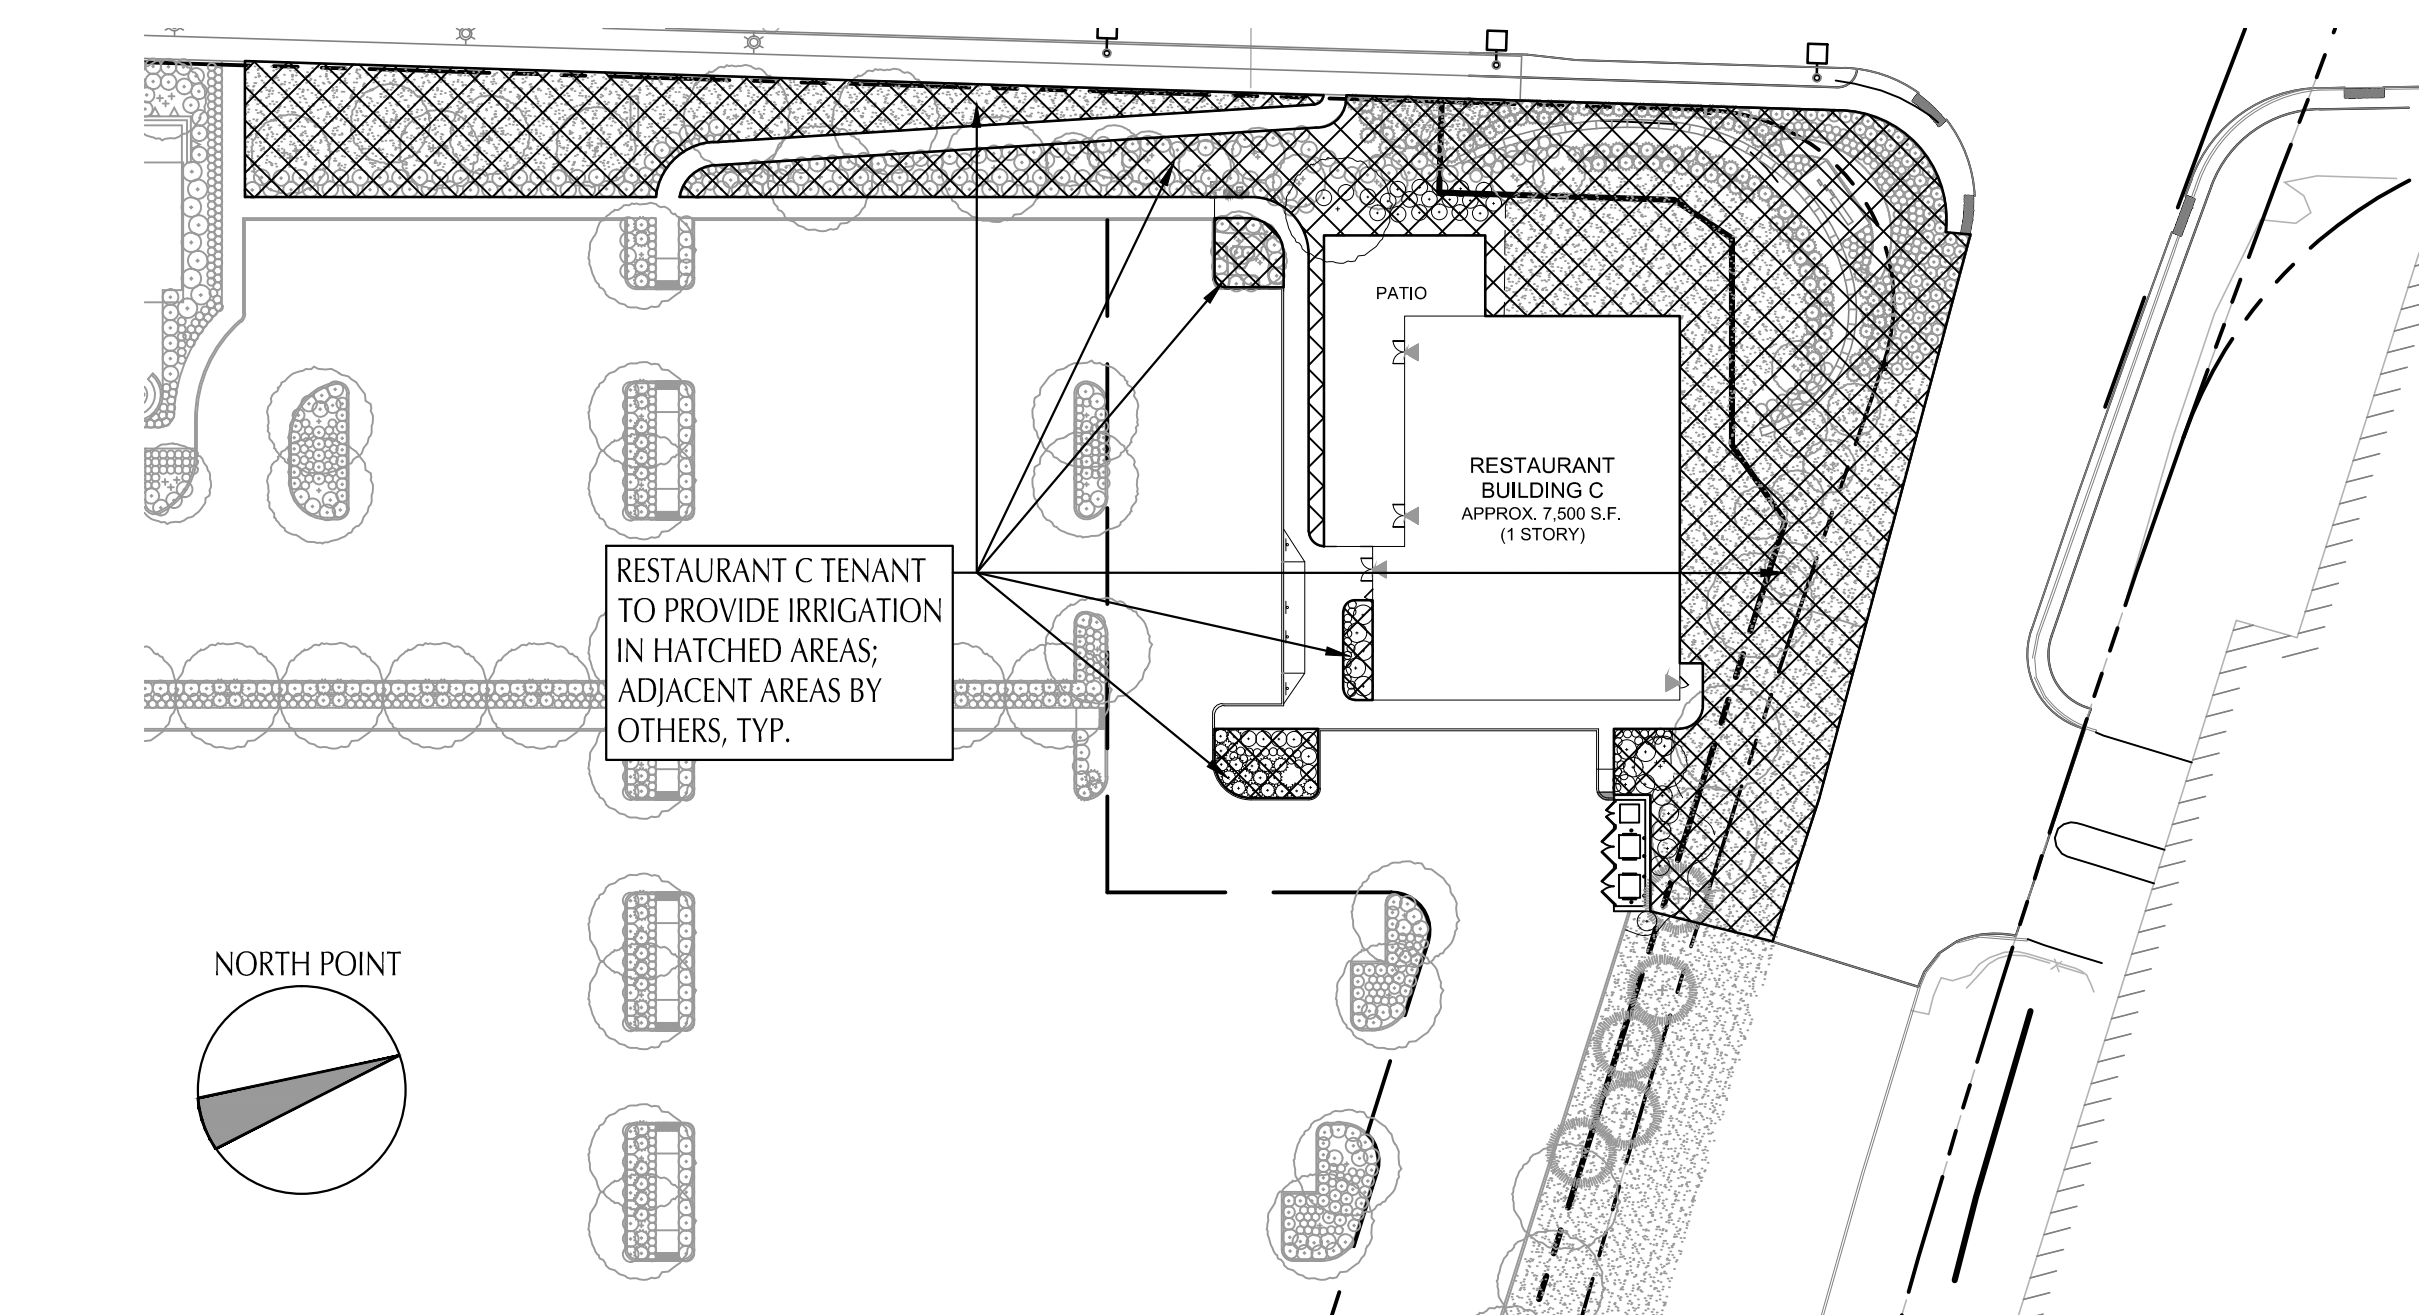 PATIO
RESTAURANT
BUILDING C
APPROX. 7,500 S.F.
(1 STORY)
RESTAURANT C TENANT
TO PROVIDE IRRIGATION
IN HATCHED AREAS;
ADJACENT AREAS BY
OTHERS, TYP.
NORTH POINT